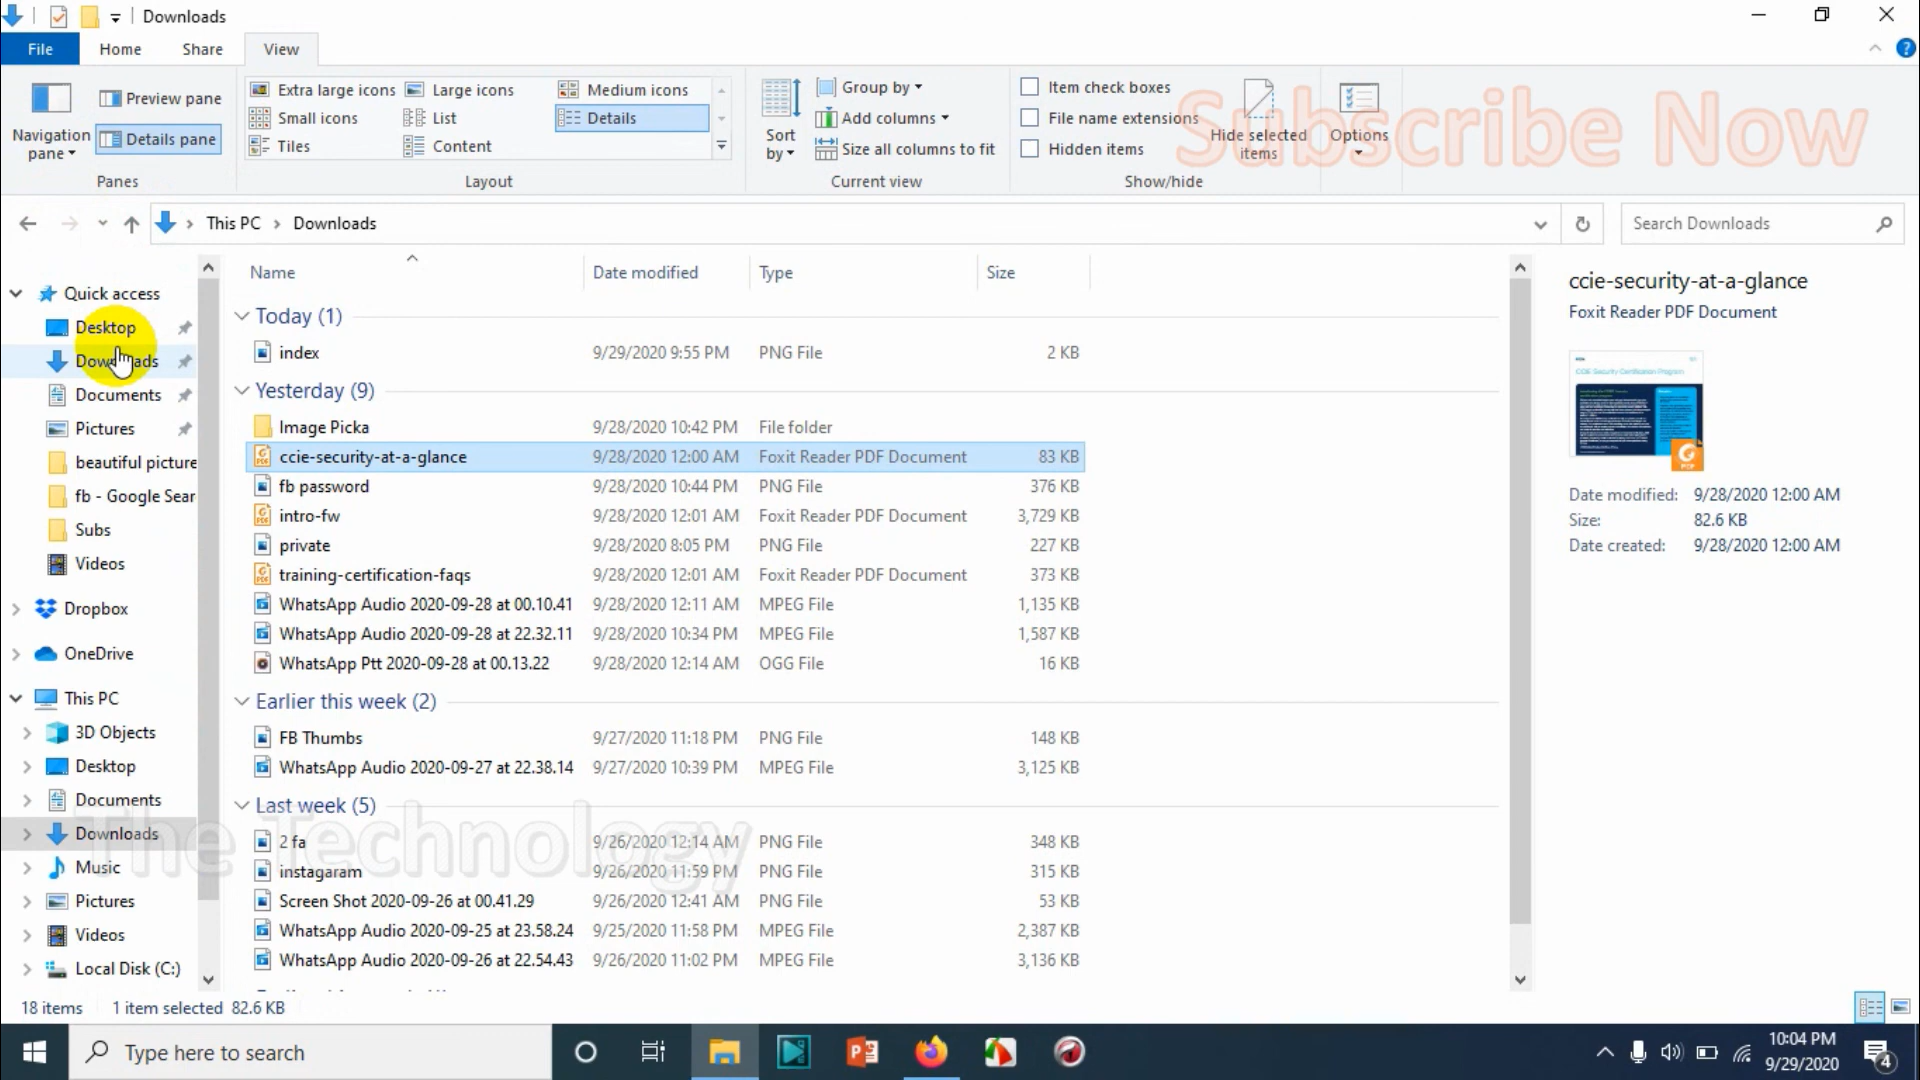 Downloads
File Home Share View
Navigation pane
Preview pane
Details pane
Panes
Extra large icons Large icons Medium icons
Small icons List Details
Tiles Content
Layout
Sort by
Group by
Add columns
Size all columns to fit
Current view
Item check boxes
File name extensions
Hidden items
Hide selected items
Show/hide
Options
Subscribe Now
This PC Downloads
Search Downloads
Quick access
Desktop
Downloads
Documents
Pictures
beautiful picture
fb - Google Sear
Subs
Videos
Dropbox
OneDrive
This PC
3D Objects
Desktop
Documents
Downloads
Music
Pictures
Videos
Local Disk (C:)
Name Date modified Type Size
Today (1)
index 9/29/2020 9:55 PM PNG File 2 KB
Yesterday (9)
Image Picka 9/28/2020 10:42 PM File folder
ccie-security-at-a-glance 9/28/2020 12:00 AM Foxit Reader PDF Document 83 KB
fb password 9/28/2020 10:44 PM PNG File 376 KB
intro-fw 9/28/2020 12:01 AM Foxit Reader PDF Document 3,729 KB
private 9/28/2020 8:05 PM PNG File 227 KB
training-certification-faqs 9/28/2020 12:01 AM Foxit Reader PDF Document 373 KB
WhatsApp Audio 2020-09-28 at 00.10.41 9/28/2020 12:11 AM MPEG File 1,135 KB
WhatsApp Audio 2020-09-28 at 22.32.11 9/28/2020 10:34 PM MPEG File 1,587 KB
WhatsApp Ptt 2020-09-28 at 00.13.22 9/28/2020 12:14 AM OGG File 16 KB
Earlier this week (2)
FB Thumbs 9/27/2020 11:18 PM PNG File 148 KB
WhatsApp Audio 2020-09-27 at 22.38.14 9/27/2020 10:39 PM MPEG File 3,125 KB
Last week (5)
2 fa 9/26/2020 12:14 AM PNG File 348 KB
instagaram 9/26/2020 11:59 PM PNG File 315 KB
Screen Shot 2020-09-26 at 00.41.29 9/26/2020 12:41 AM PNG File 53 KB
WhatsApp Audio 2020-09-25 at 23.58.24 9/25/2020 11:58 PM MPEG File 2,387 KB
WhatsApp Audio 2020-09-26 at 22.54.43 9/26/2020 11:02 PM MPEG File 3,136 KB
The Technology
ccie-security-at-a-glance
Foxit Reader PDF Document
CCIE Security Certification Program
PDF
Date modified: 9/28/2020 12:00 AM
Size: 82.6 KB
Date created: 9/28/2020 12:00 AM
18 items 1 item selected 82.6 KB
Type here to search
10:04 PM
9/29/2020
4